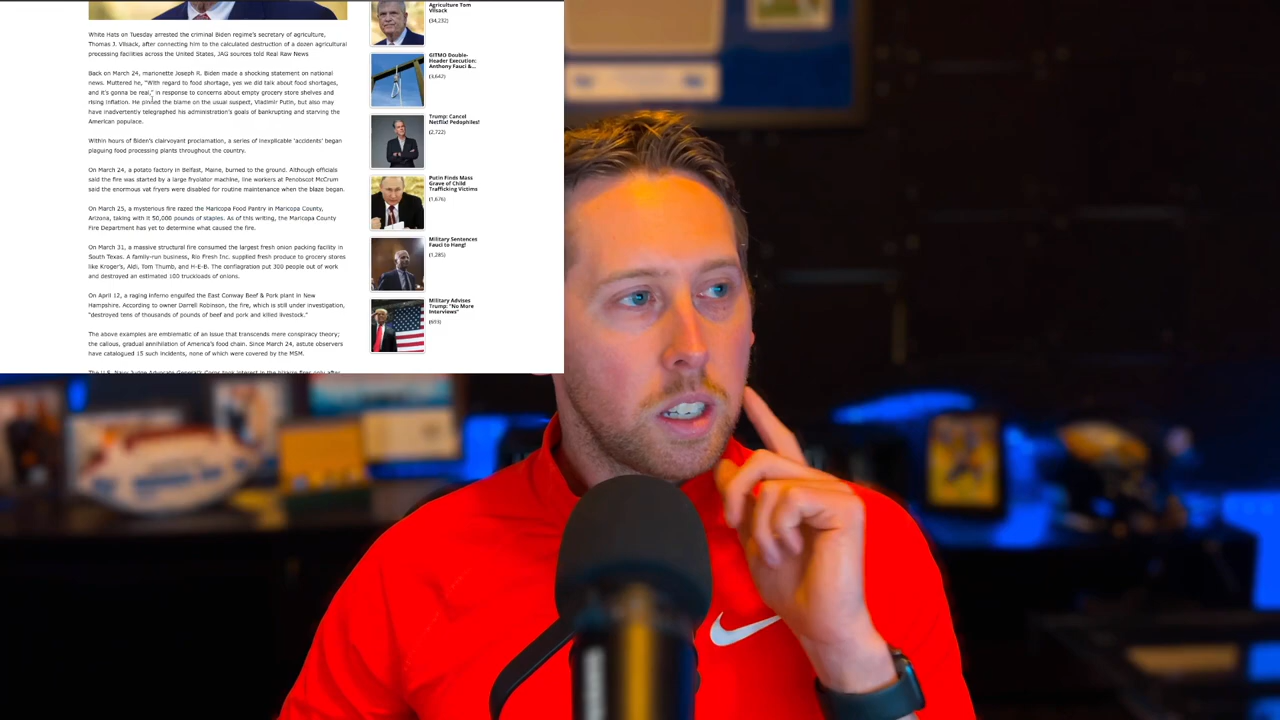 White Hats on Tuesday arrested the criminal Biden regime's secretary of agriculture,
Thomas J. Vilsack, after connecting him to the calculated destruction of a dozen agricultural
processing facilities across the United States, JAG sources told Real Raw News
Back on March 24, marionette Joseph R. Biden made a shocking statement on national
news. Muttered he, "With regard to food shortage, yes we did talk about food shortages,
and it's gonna be real," in response to concerns about empty grocery store shelves and
rising inflation. He pinned the blame on the usual suspect, Vladimir Putin, but also may
have inadvertently telegraphed his administration's goals of bankrupting and starving the
American populace.
Within hours of Biden's clairvoyant proclamation, a series of inexplicable 'accidents' began
plaguing food processing plants throughout the country.
On March 24, a potato factory in Belfast, Maine, burned to the ground. Although officials
said the fire was started by a large fryolator machine, line workers at Penobscot McCrum
said the enormous vat fryers were disabled for routine maintenance when the blaze began.
On March 25, a mysterious fire razed the Maricopa Food Pantry in Maricopa County,
Arizona, taking with it 50,000 pounds of staples. As of this writing, the Maricopa County
Fire Department has yet to determine what caused the fire.
On March 31, a massive structural fire consumed the largest fresh onion packing facility in
South Texas. A family-run business, Rio Fresh Inc. supplied fresh produce to grocery stores
like Kroger's, Aldi, Tom Thumb, and H-E-B. The conflagration put 300 people out of work
and destroyed an estimated 100 truckloads of onions.
On April 12, a raging inferno engulfed the East Conway Beef & Pork plant in New
Hampshire. According to owner Darrell Robinson, the fire, which is still under investigation,
"destroyed tens of thousands of pounds of beef and pork and killed livestock."
The above examples are emblematic of an issue that transcends mere conspiracy theory;
the callous, gradual annihilation of America's food chain. Since March 24, astute observers
have catalogued 15 such incidents, none of which were covered by the MSM.
The U.S. Navy Judge Advocate General's Corps took interest in the bizarre fires only after
Agriculture Tom
Vilsack
(34,232)
GITMO Double-
Header Execution:
Anthony Fauci &...
(3,642)
Trump: Cancel
Netflix! Pedophiles!
(2,722)
Putin Finds Mass
Grave of Child
Trafficking Victims
(1,676)
Military Sentences
Fauci to Hang!
(1,285)
Military Advises
Trump: "No More
Interviews"